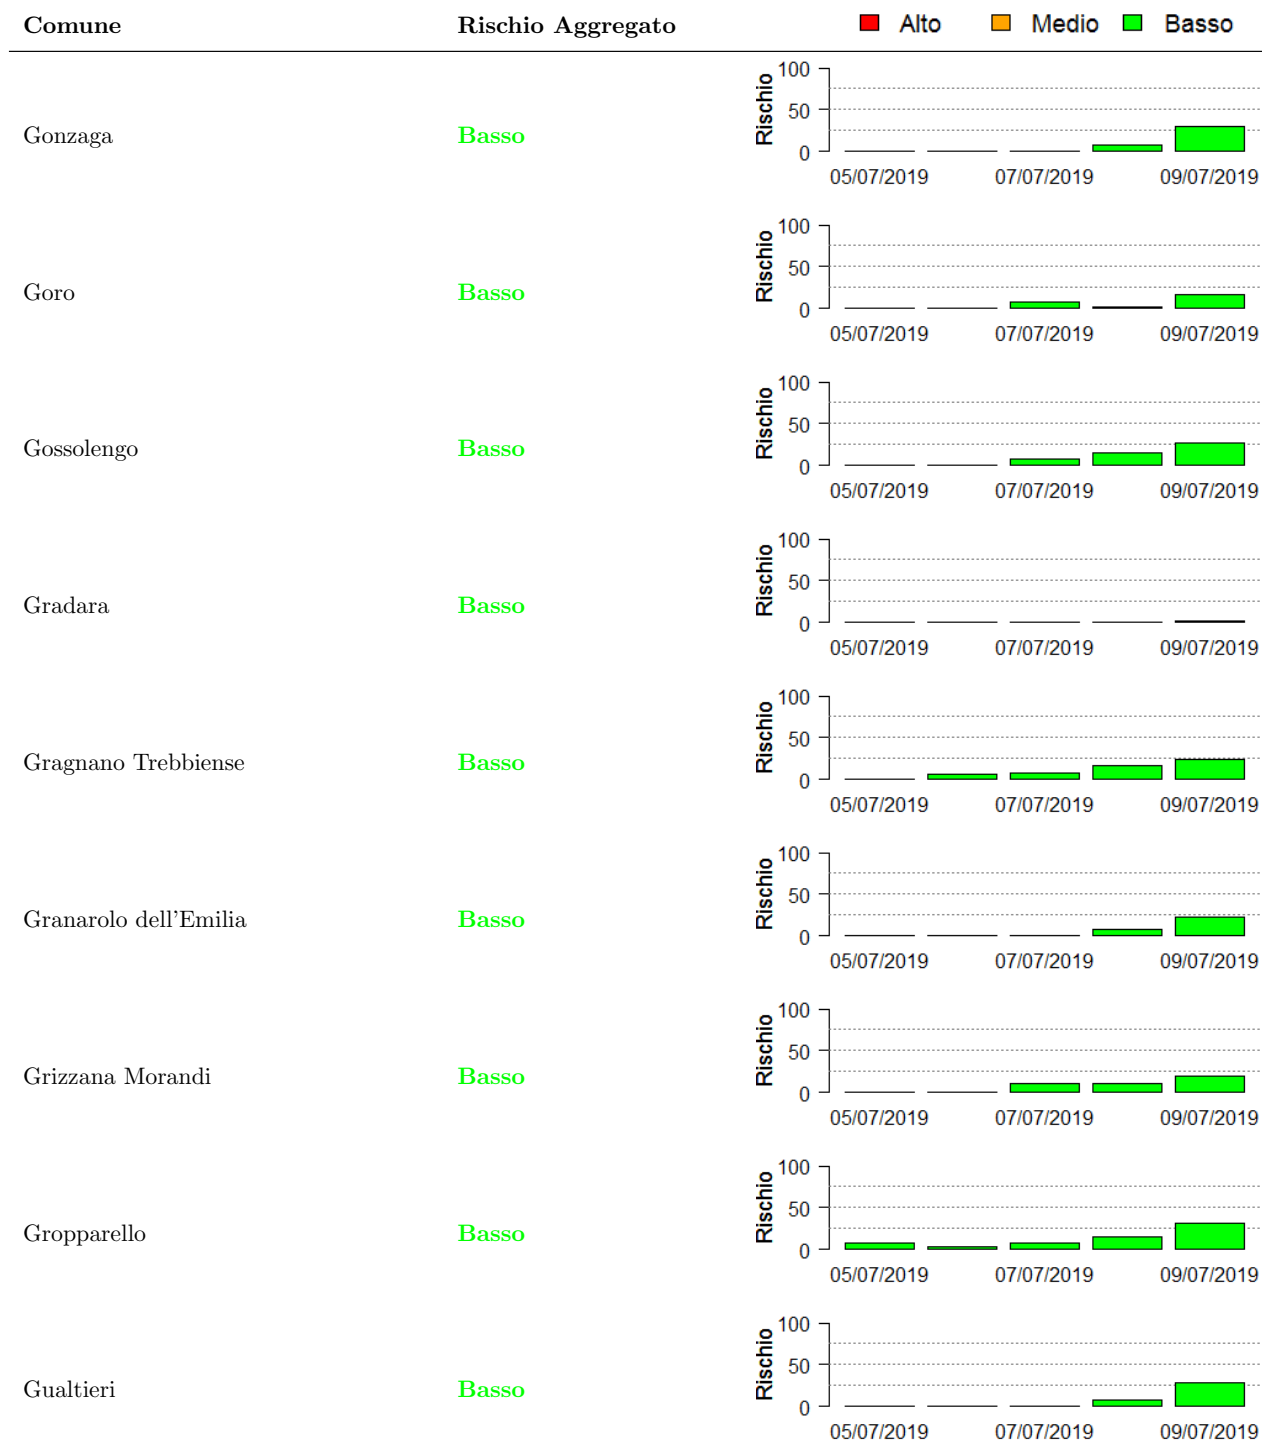 Comune Rischio Aggregato Alto Medio Basso
Gonzaga Basso Rischio 100 50 0
05/07/2019 07/07/2019 09/07/2019
Goro Basso Rischio 100 50 0
05/07/2019 07/07/2019 09/07/2019
Gossolengo Basso Rischio 100 50 0
05/07/2019 07/07/2019 09/07/2019
Gradara Basso Rischio 100 50 0
05/07/2019 07/07/2019 09/07/2019
Gragnano Trebbiense Basso Rischio 100 50 0
05/07/2019 07/07/2019 09/07/2019
Granarolo dell'Emilia Basso Rischio 100 50 0
05/07/2019 07/07/2019 09/07/2019
Grizzana Morandi Basso Rischio 100 50 0
05/07/2019 07/07/2019 09/07/2019
Gropparello Basso Rischio 100 50 0
05/07/2019 07/07/2019 09/07/2019
Gualtieri Basso Rischio 100 50 0
05/07/2019 07/07/2019 09/07/2019